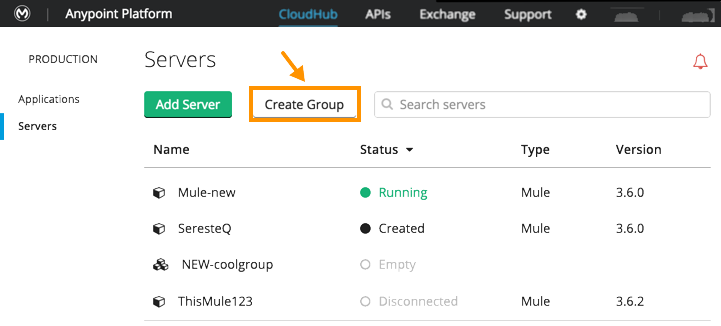 Anypoint Platform CloudHub APIs Exchange Support
PRODUCTION
Servers
Applications
Servers
Add Server Create Group Search servers
Name Status Type Version
Mule-new Running Mule 3.6.0
SeresteQ Created Mule 3.6.0
NEW-coolgroup Empty
ThisMule123 Disconnected Mule 3.6.2